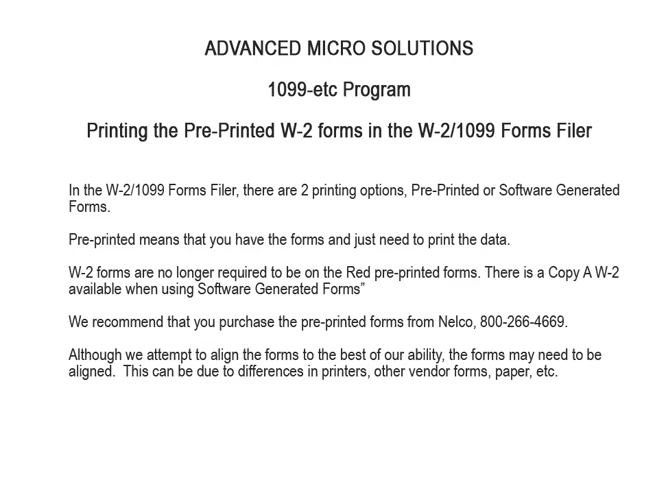 ADVANCED MICRO SOLUTIONS
1099-etc Program
Printing the Pre-Printed W-2 forms in the W-2/1099 Forms Filer
In the W-2/1099 Forms Filer, there are 2 printing options, Pre-Printed or Software Generated
Forms.
Pre-printed means that you have the forms and just need to print the data.
W-2 forms are no longer required to be on the Red pre-printed forms. There is a Copy A W-2
available when using Software Generated Forms”
We recommend that you purchase the pre-printed forms from Nelco, 800-266-4669.
Although we attempt to align the forms to the best of our ability, the forms may need to be
aligned.  This can be due to differences in printers, other vendor forms, paper, etc.